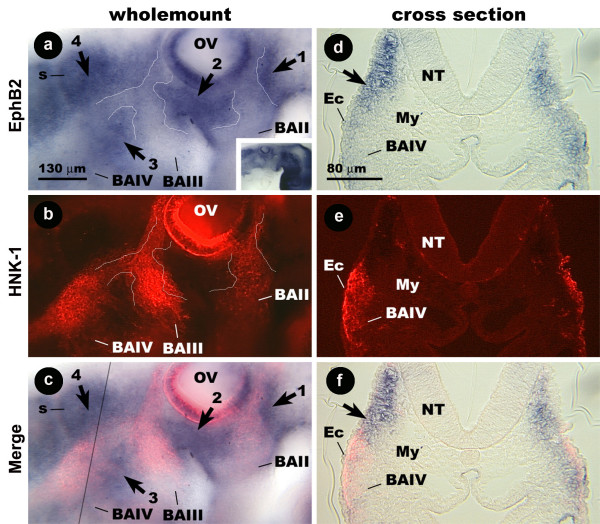 wholemount
cross section
EphB2
a
4
s
OV
2
1
3
BAII
BAIII
BAIV
130 µm
d
NT
Ec
My
BAIV
80 µm
HNK-1
b
OV
BAII
BAIII
BAIV
e
NT
Ec
My
BAIV
Merge
c
4
s
OV
2
1
3
BAII
BAIII
BAIV
f
NT
Ec
My
BAIV